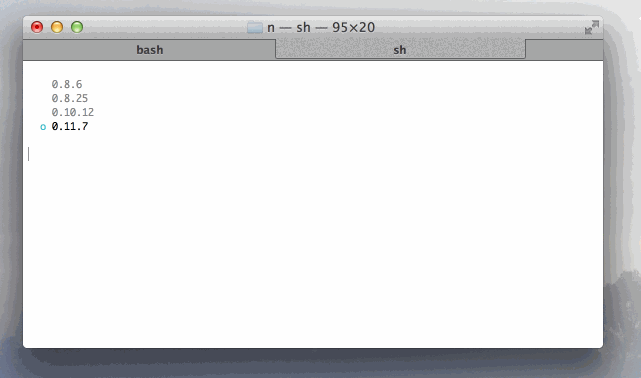 n — sh — 95×20
bash
sh
0.8.6
0.8.25
0.10.12
0.11.7